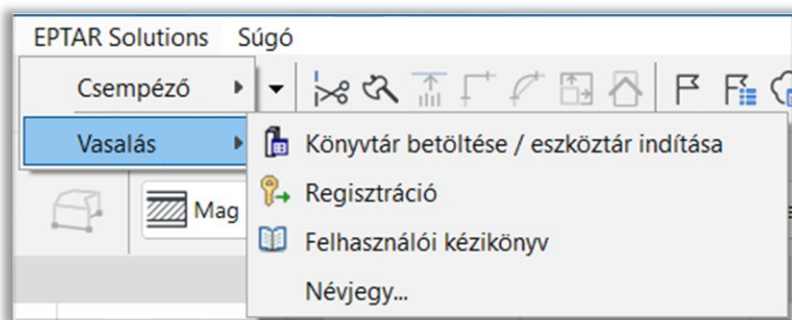 EPTAR Solutions Súgó
Csempéző
Vasalás
Könyvtár betöltése / eszköztár indítása
Regisztráció
Mag
Felhasználói kézikönyv
Névjegy...